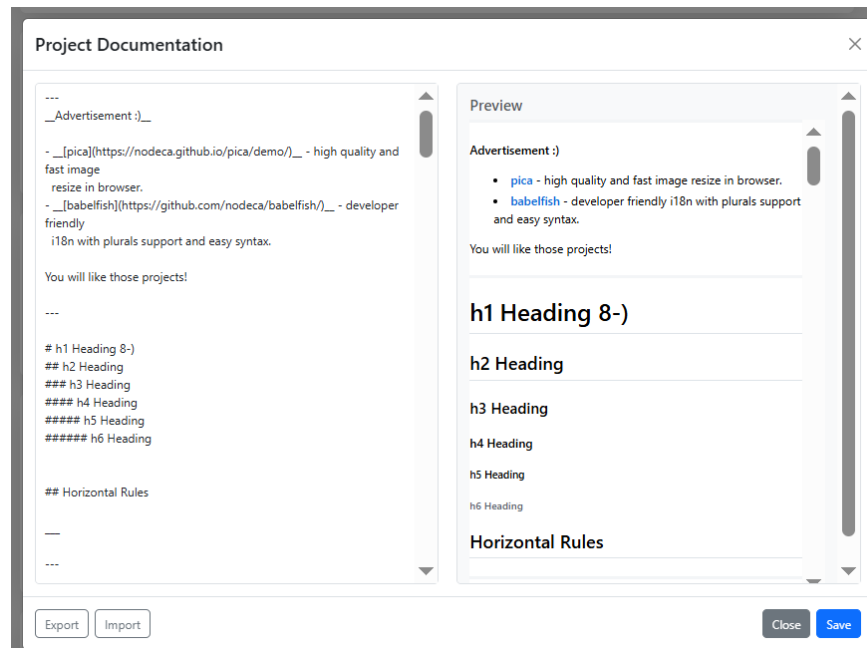 Project Documentation
---
__Advertisement :)__
- __[pica](https://nodeca.github.io/pica/demo/)__ - high quality and
fast image
resize in browser.
- __[babelfish](https://github.com/nodeca/babelfish/)__ - developer
friendly
i18n with plurals support and easy syntax.
You will like those projects!
---
# h1 Heading 8-)
## h2 Heading
### h3 Heading
#### h4 Heading
##### h5 Heading
###### h6 Heading
## Horizontal Rules
___
---
Preview
Advertisement :)
• pica - high quality and fast image resize in browser.
• babelfish - developer friendly i18n with plurals support
and easy syntax.
You will like those projects!
h1 Heading 8-)
h2 Heading
h3 Heading
h4 Heading
h5 Heading
h6 Heading
Horizontal Rules
Export
Import
Close
Save